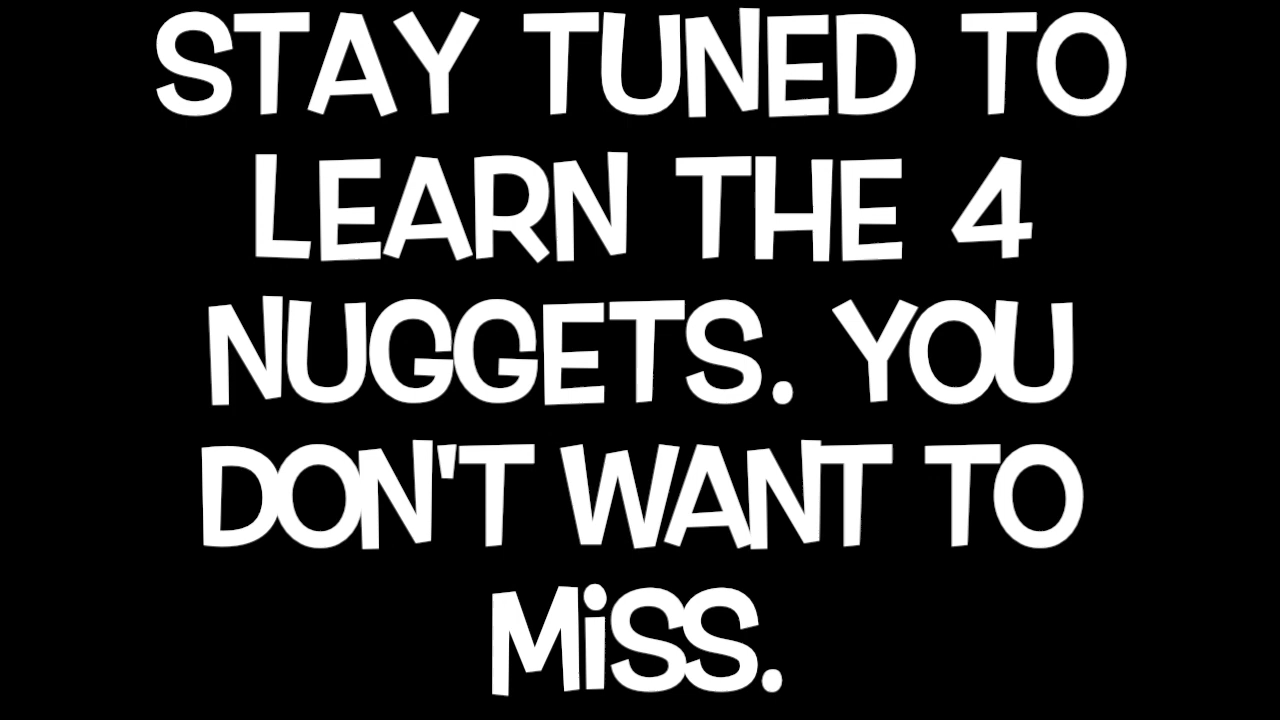 STAY TUNED TO
LEARN THE 4
NUGGETS. YOU
DON'T WANT TO
MiSS.